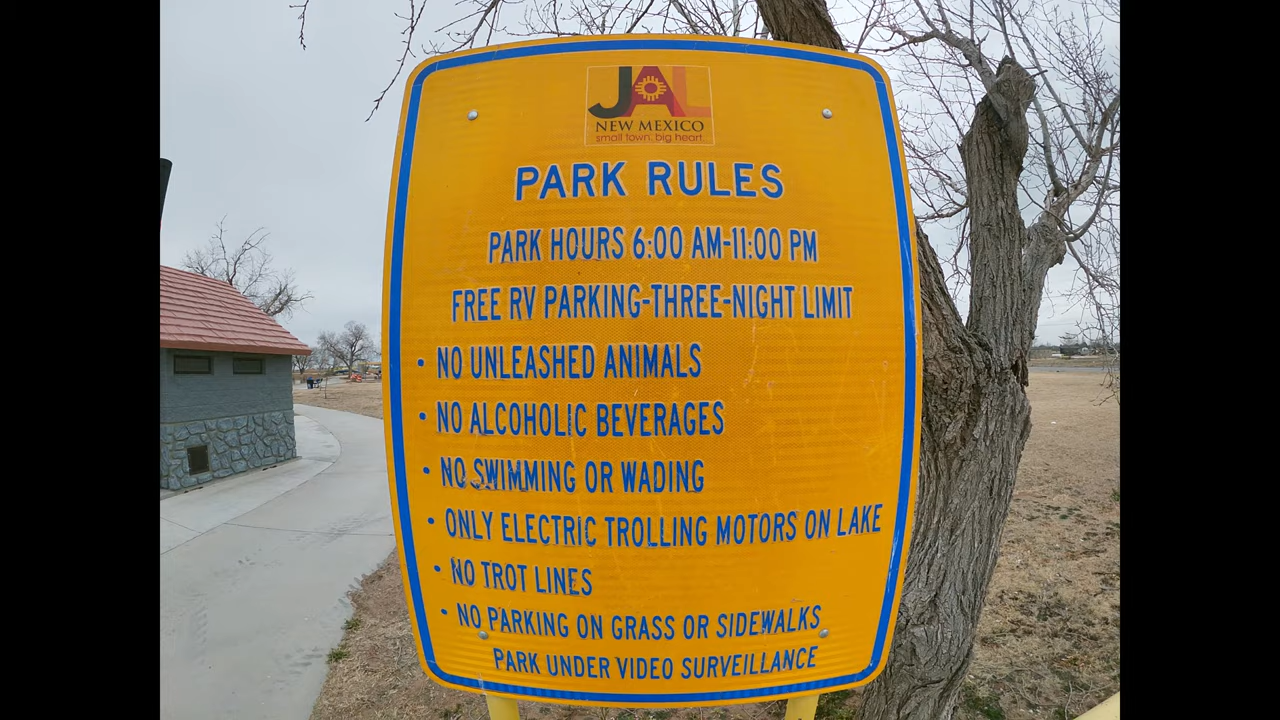 JAL
NEW MEXICO
small town. big heart.
PARK RULES
PARK HOURS 6:00 AM-11:00 PM
FREE RV PARKING-THREE-NIGHT LIMIT
• NO UNLEASHED ANIMALS
• NO ALCOHOLIC BEVERAGES
• NO SWIMMING OR WADING
• ONLY ELECTRIC TROLLING MOTORS ON LAKE
• NO TROT LINES
• NO PARKING ON GRASS OR SIDEWALKS
PARK UNDER VIDEO SURVEILLANCE